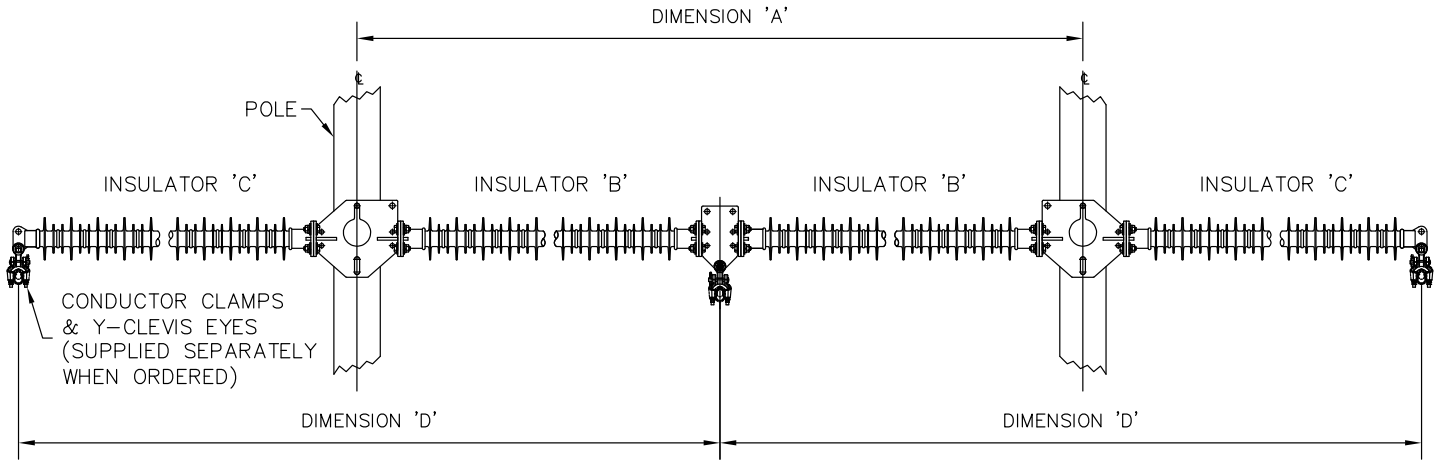 DIMENSION 'A'
℄
℄
POLE
INSULATOR 'C'
INSULATOR 'B'
INSULATOR 'B'
INSULATOR 'C'
CONDUCTOR CLAMPS
& Y-CLEVIS EYES
(SUPPLIED SEPARATELY
WHEN ORDERED)
DIMENSION 'D'
DIMENSION 'D'